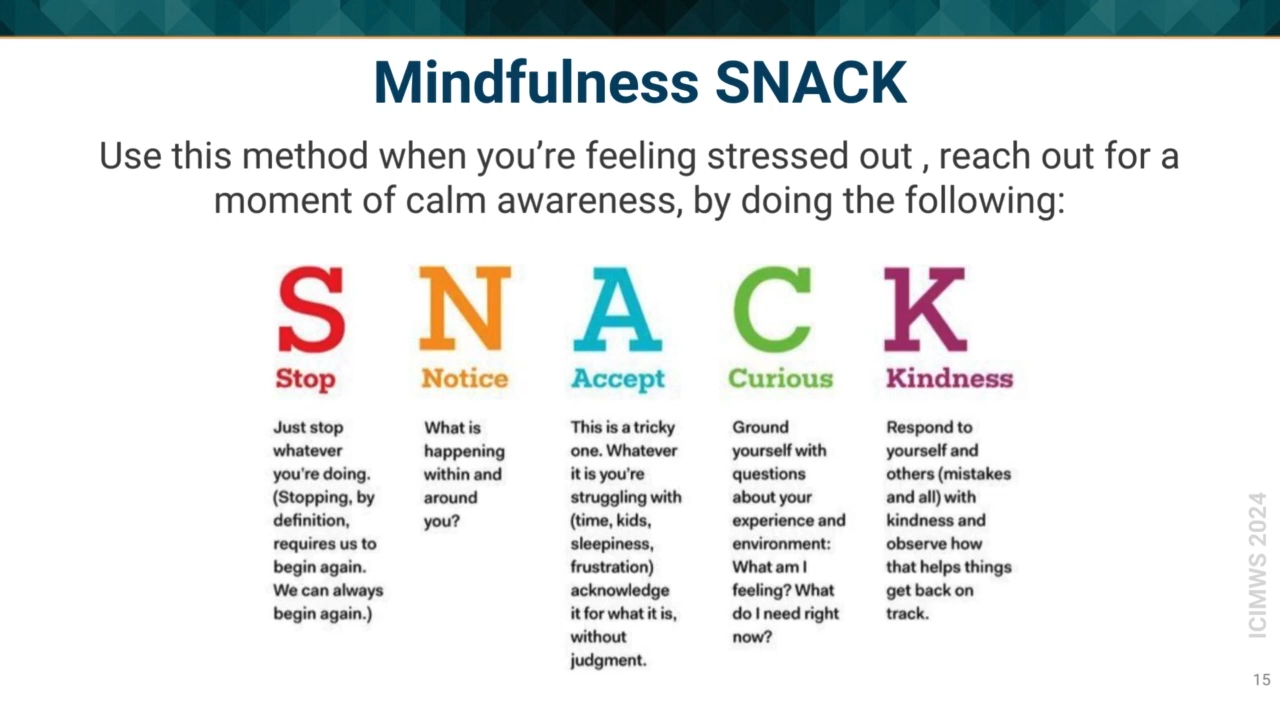 Mindfulness SNACK
Use this method when you’re feeling stressed out , reach out for a
moment of calm awareness, by doing the following:
S
Stop
Just stop
whatever
you're doing.
(Stopping, by
definition,
requires us to
begin again.
We can always
begin again.)
N
Notice
What is
happening
within and
around
you?
A
Accept
This is a tricky
one. Whatever
it is you're
struggling with
(time, kids,
sleepiness,
frustration)
acknowledge
it for what it is,
without
judgment.
C
Curious
Ground
yourself with
questions
about your
experience and
environment:
What am I
feeling? What
do I need right
now?
K
Kindness
Respond to
yourself and
others (mistakes
and all) with
kindness and
observe how
that helps things
get back on
track.
ICIMWS 2024
15